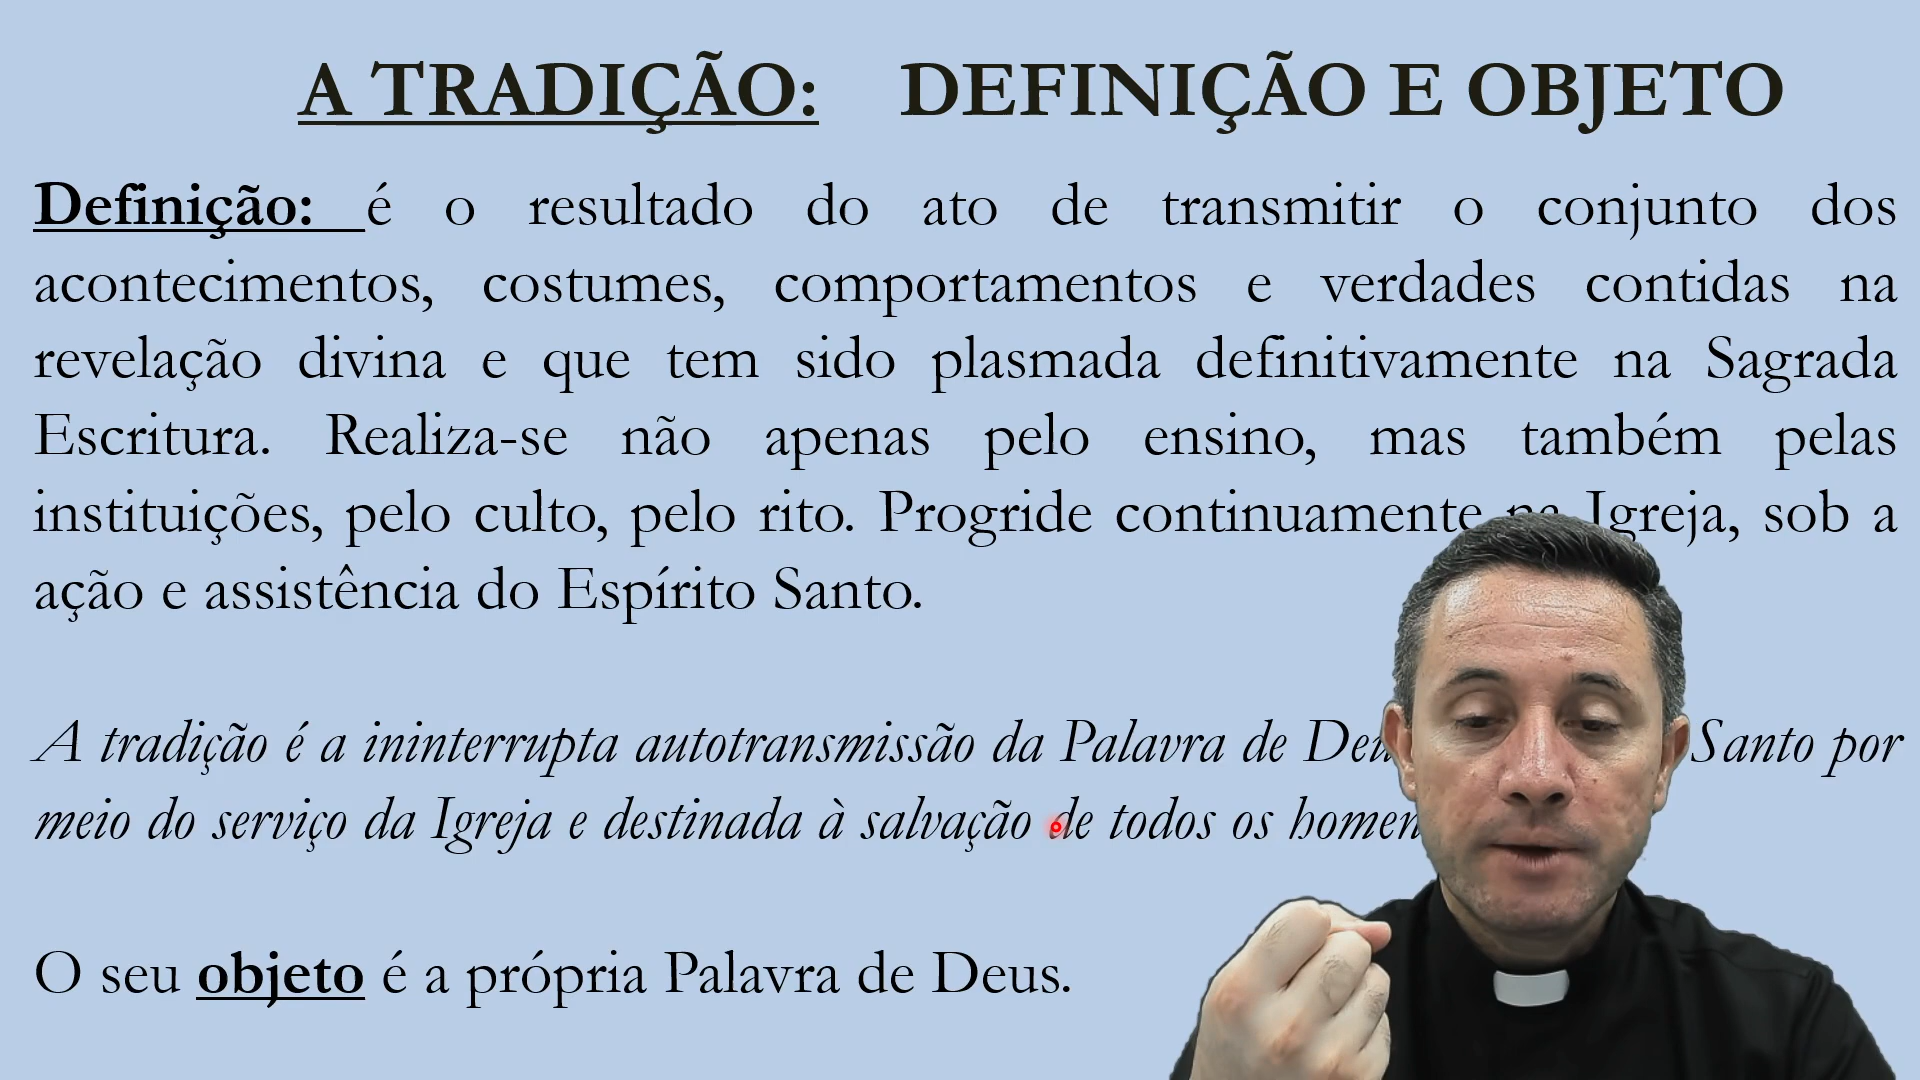 A TRADIÇÃO: DEFINIÇÃO E OBJETO
Definição: é o resultado do ato de transmitir o conjunto dos
acontecimentos, costumes, comportamentos e verdades contidas na
revelação divina e que tem sido plasmada definitivamente na Sagrada
Escritura. Realiza-se não apenas pelo ensino, mas também pelas
instituições, pelo culto, pelo rito. Progride continuamente na Igreja, sob a
ação e assistência do Espírito Santo.
A tradição é a ininterrupta autotransmissão da Palavra de Santo por
meio do serviço da Igreja e destinada à salvação de todos os
O seu objeto é a própria Palavra de Deus.